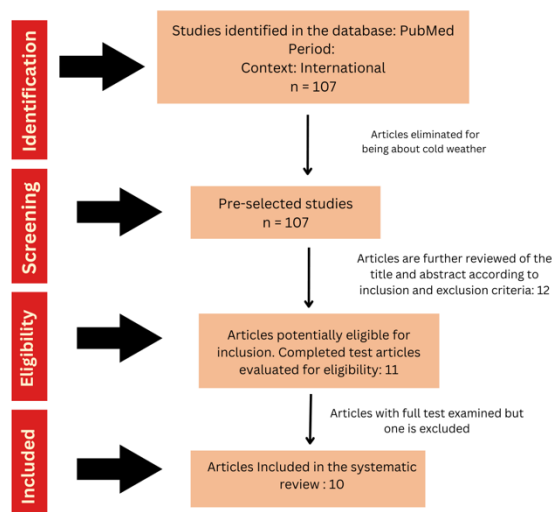 Identification
Studies identified in the database: PubMed
Period:
Context: International
n = 107
Articles eliminated for
being about cold weather
Screening
Pre-selected studies
n = 107
Articles are further reviewed of the
title and abstract according to
inclusion and exclusion criteria: 12
Eligibility
Articles potentially eligible for
inclusion. Completed test articles
evaluated for eligibility: 11
Articles with full test examined but
one is excluded
Included
Articles Included in the systematic
review : 10